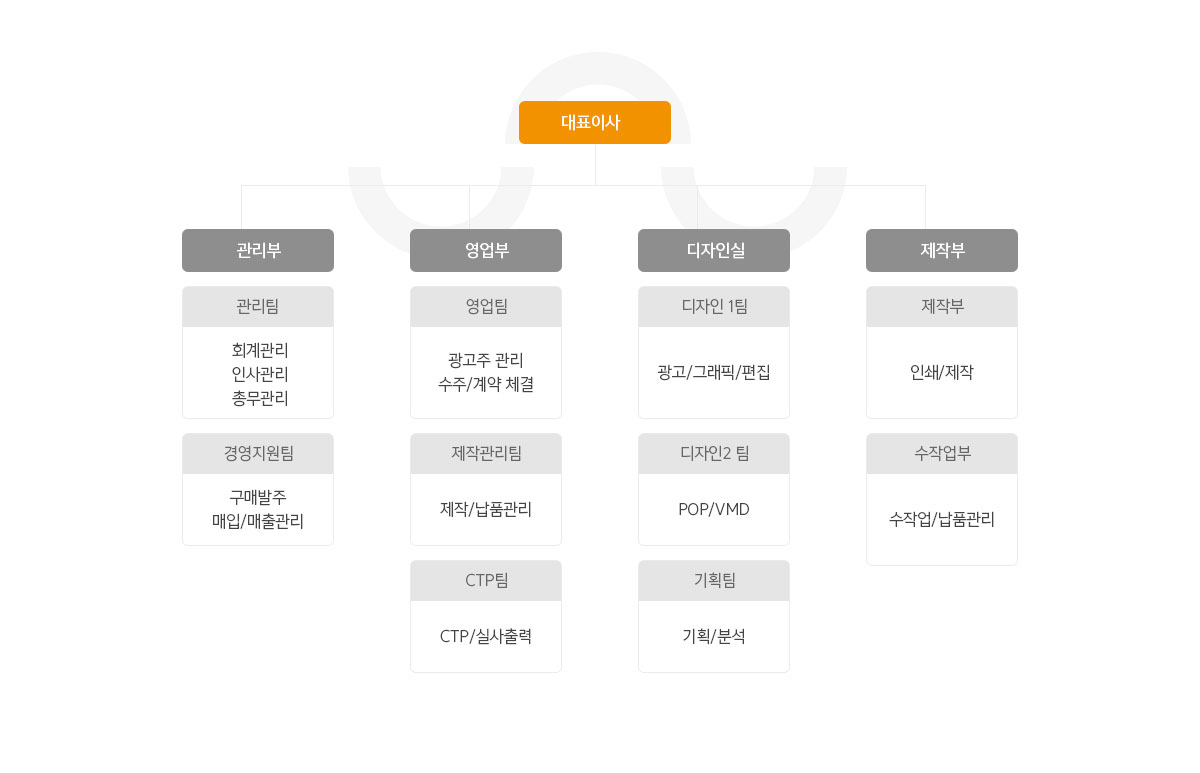 대표이사
관리부
관리팀
회계관리
인사관리
총무관리
경영지원팀
구매발주
매입/매출관리
영업부
영업팀
광고주 관리
수주/계약 체결
제작관리팀
제작/납품관리
CTP팀
CTP/실사출력
디자인실
디자인 1팀
광고/그래픽/편집
디자인2 팀
POP/VMD
기획팀
기획/분석
제작부
제작부
인쇄/제작
수작업부
수작업/납품관리